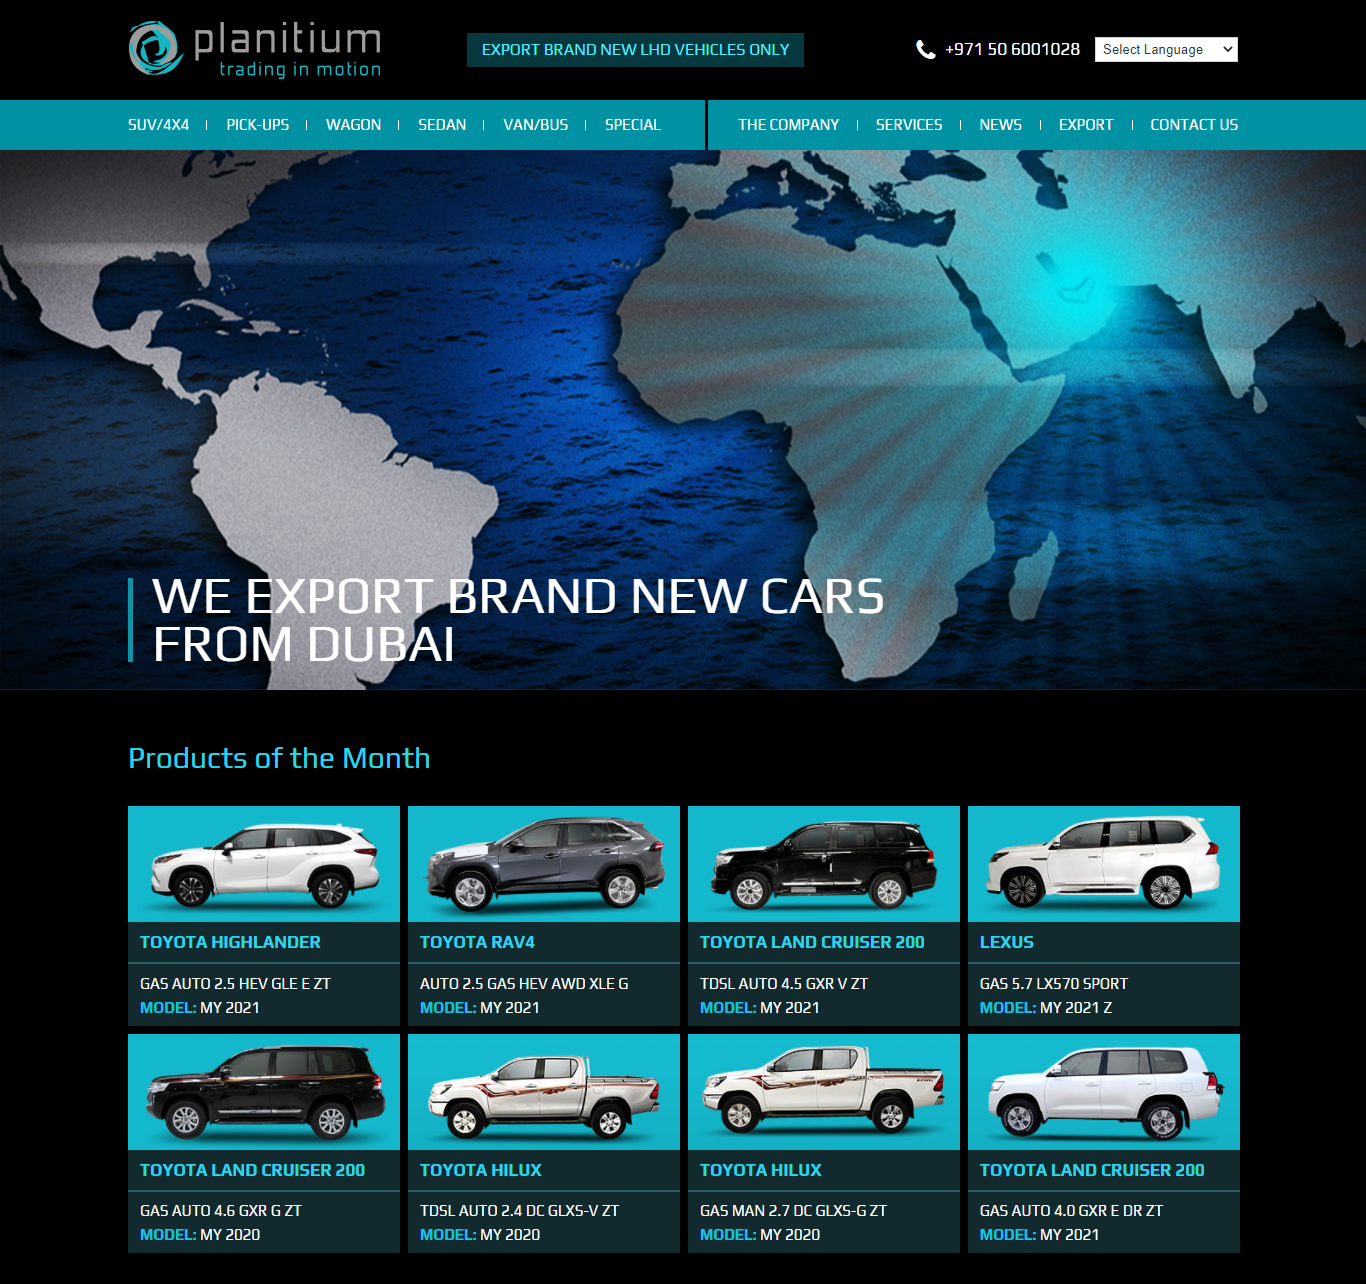 planitium
trading in motion
EXPORT BRAND NEW LHD VEHICLES ONLY
+971 50 6001028
Select Language
SUV/4X4
PICK-UPS
WAGON
SEDAN
VAN/BUS
SPECIAL
THE COMPANY
SERVICES
NEWS
EXPORT
CONTACT US
WE EXPORT BRAND NEW CARS
FROM DUBAI
Products of the Month
TOYOTA HIGHLANDER
GAS AUTO 2.5 HEV GLE E ZT
MODEL: MY 2021
TOYOTA RAV4
AUTO 2.5 GAS HEV AWD XLE G
MODEL: MY 2021
TOYOTA LAND CRUISER 200
TDSL AUTO 4.5 GXR V ZT
MODEL: MY 2021
LEXUS
GAS 5.7 LX570 SPORT
MODEL: MY 2021 Z
TOYOTA LAND CRUISER 200
GAS AUTO 4.6 GXR G ZT
MODEL: MY 2020
TOYOTA HILUX
TDSL AUTO 2.4 DC GLXS-V ZT
MODEL: MY 2020
TOYOTA HILUX
GAS MAN 2.7 DC GLXS-G ZT
MODEL: MY 2020
TOYOTA LAND CRUISER 200
GAS AUTO 4.0 GXR E DR ZT
MODEL: MY 2021